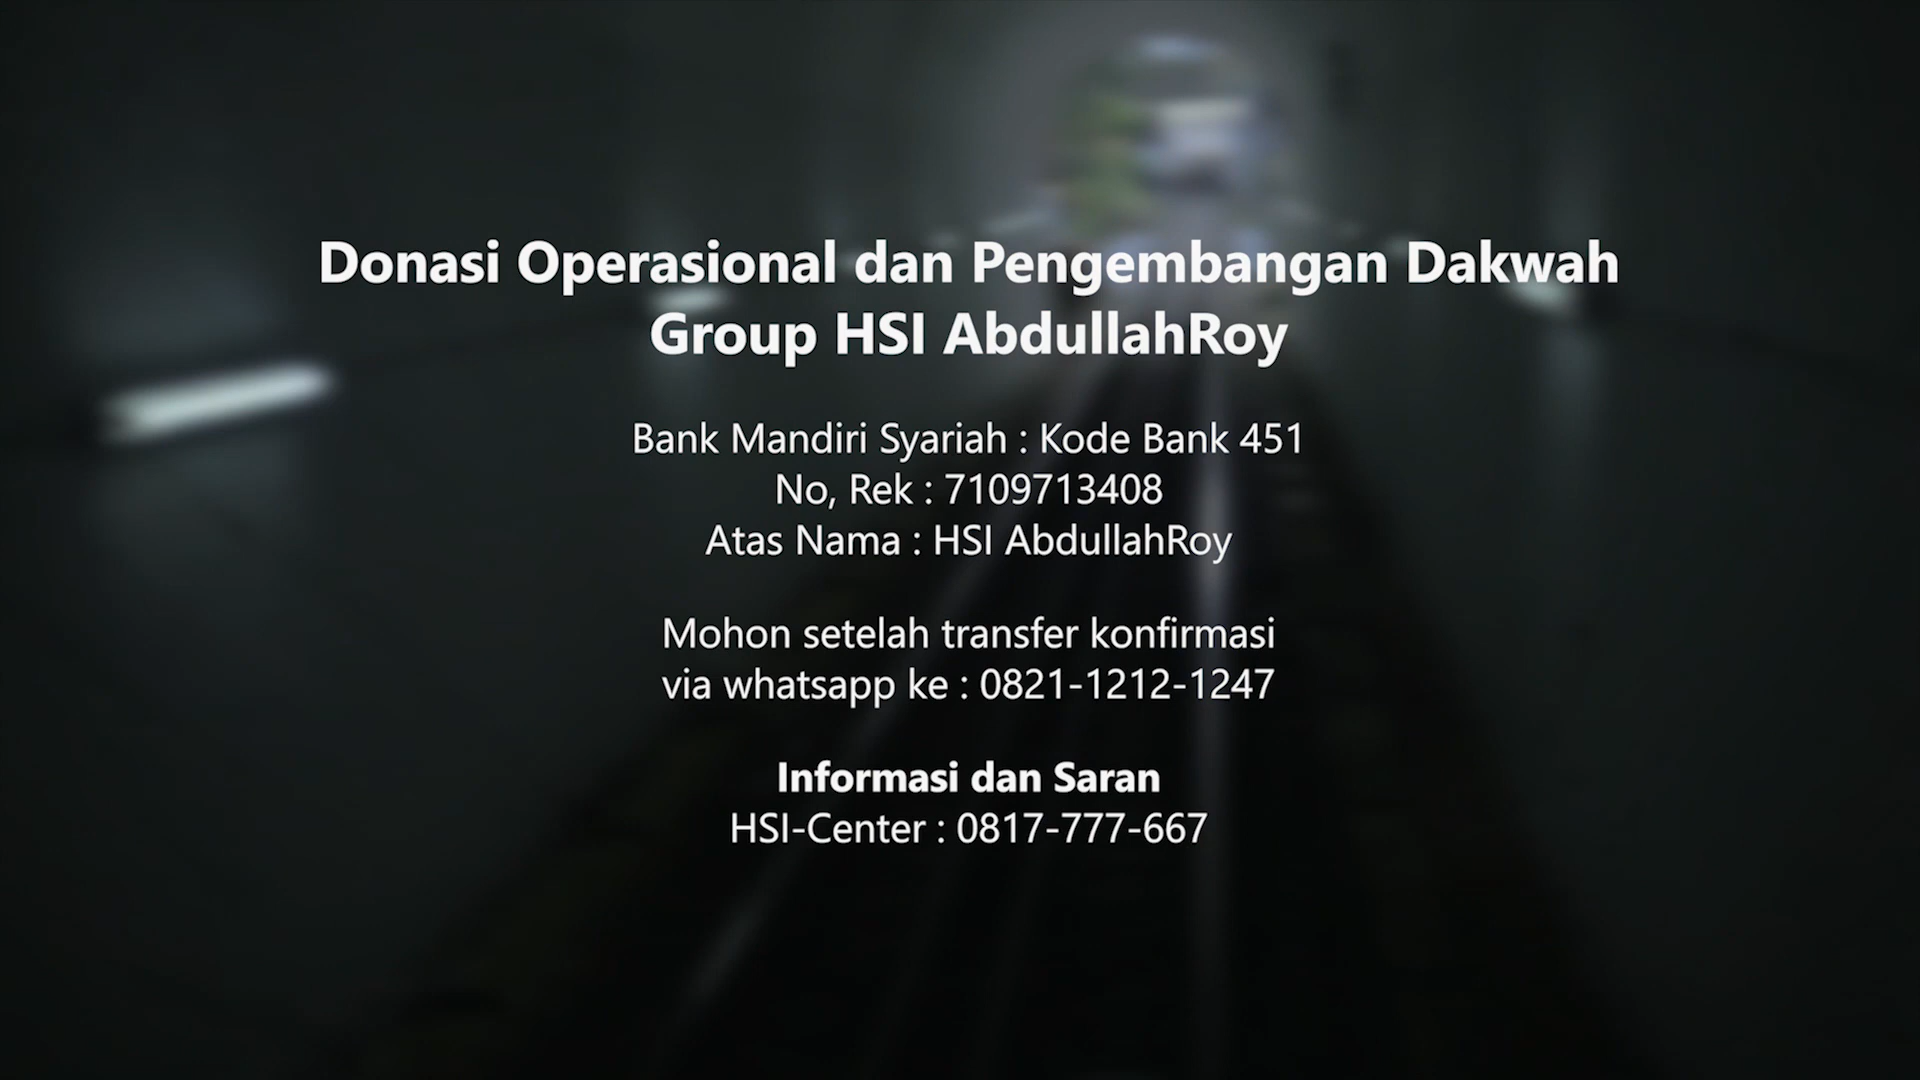 Donasi Operasional dan Pengembangan Dakwah
Group HSI AbdullahRoy
Bank Mandiri Syariah : Kode Bank 451
No, Rek : 7109713408
Atas Nama : HSI AbdullahRoy
Mohon setelah transfer konfirmasi
via whatsapp ke : 0821-1212-1247
Informasi dan Saran
HSI-Center : 0817-777-667